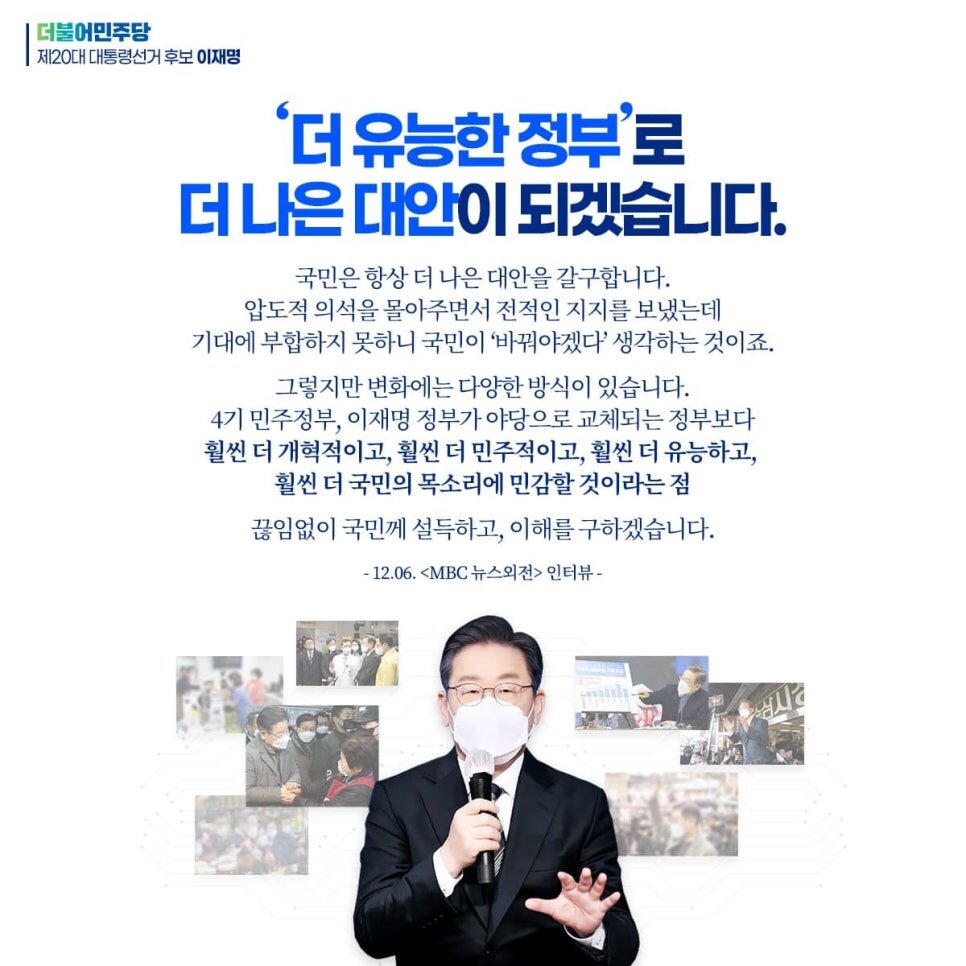 더불어민주당
제20대 대통령선거 후보 이재명
‘더 유능한 정부’로
더 나은 대안이 되겠습니다.
국민은 항상 더 나은 대안을 갈구합니다.
압도적 의석을 몰아주면서 전적인 지지를 보냈는데
기대에 부합하지 못하니 국민이 ‘바꿔야겠다’ 생각하는 것이죠.
그렇지만 변화에는 다양한 방식이 있습니다.
4기 민주정부, 이재명 정부가 야당으로 교체되는 정부보다
훨씬 더 개혁적이고, 훨씬 더 민주적이고, 훨씬 더 유능하고,
훨씬 더 국민의 목소리에 민감할 것이라는 점
끊임없이 국민께 설득하고, 이해를 구하겠습니다.
- 12.06. <MBC 뉴스외전> 인터뷰 -